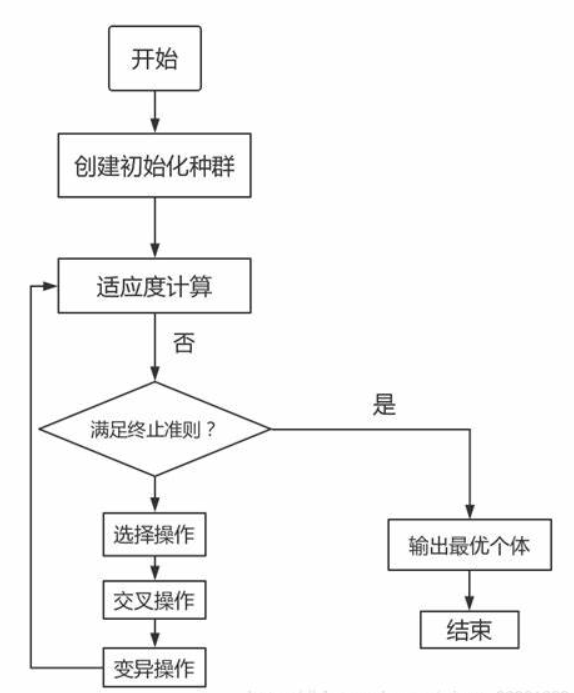 开始
创建初始化种群
适应度计算
否
是
满足终止准则？
选择操作
输出最优个体
交叉操作
结束
变异操作